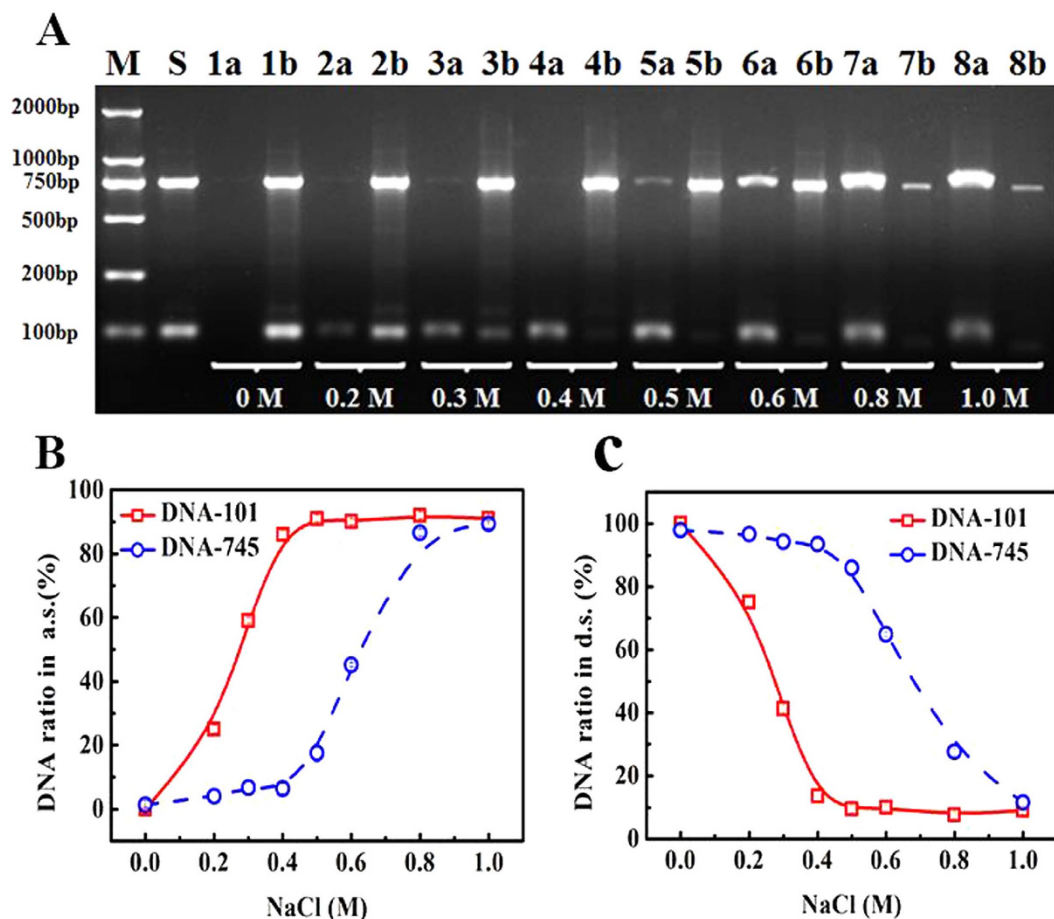 A
M S 1a 1b 2a 2b 3a 3b 4a 4b 5a 5b 6a 6b 7a 7b 8a 8b
2000bp
1000bp
750bp
500bp
200bp
100bp
0 M 0.2 M 0.3 M 0.4 M 0.5 M 0.6 M 0.8 M 1.0 M
B
DNA ratio in a.s.(%)
100
80
60
40
20
0
DNA-101
DNA-745
0.0 0.2 0.4 0.6 0.8 1.0
NaCl (M)
C
DNA ratio in d.s. (%)
100
80
60
40
20
0
DNA-101
DNA-745
0.0 0.2 0.4 0.6 0.8 1.0
NaCl (M)